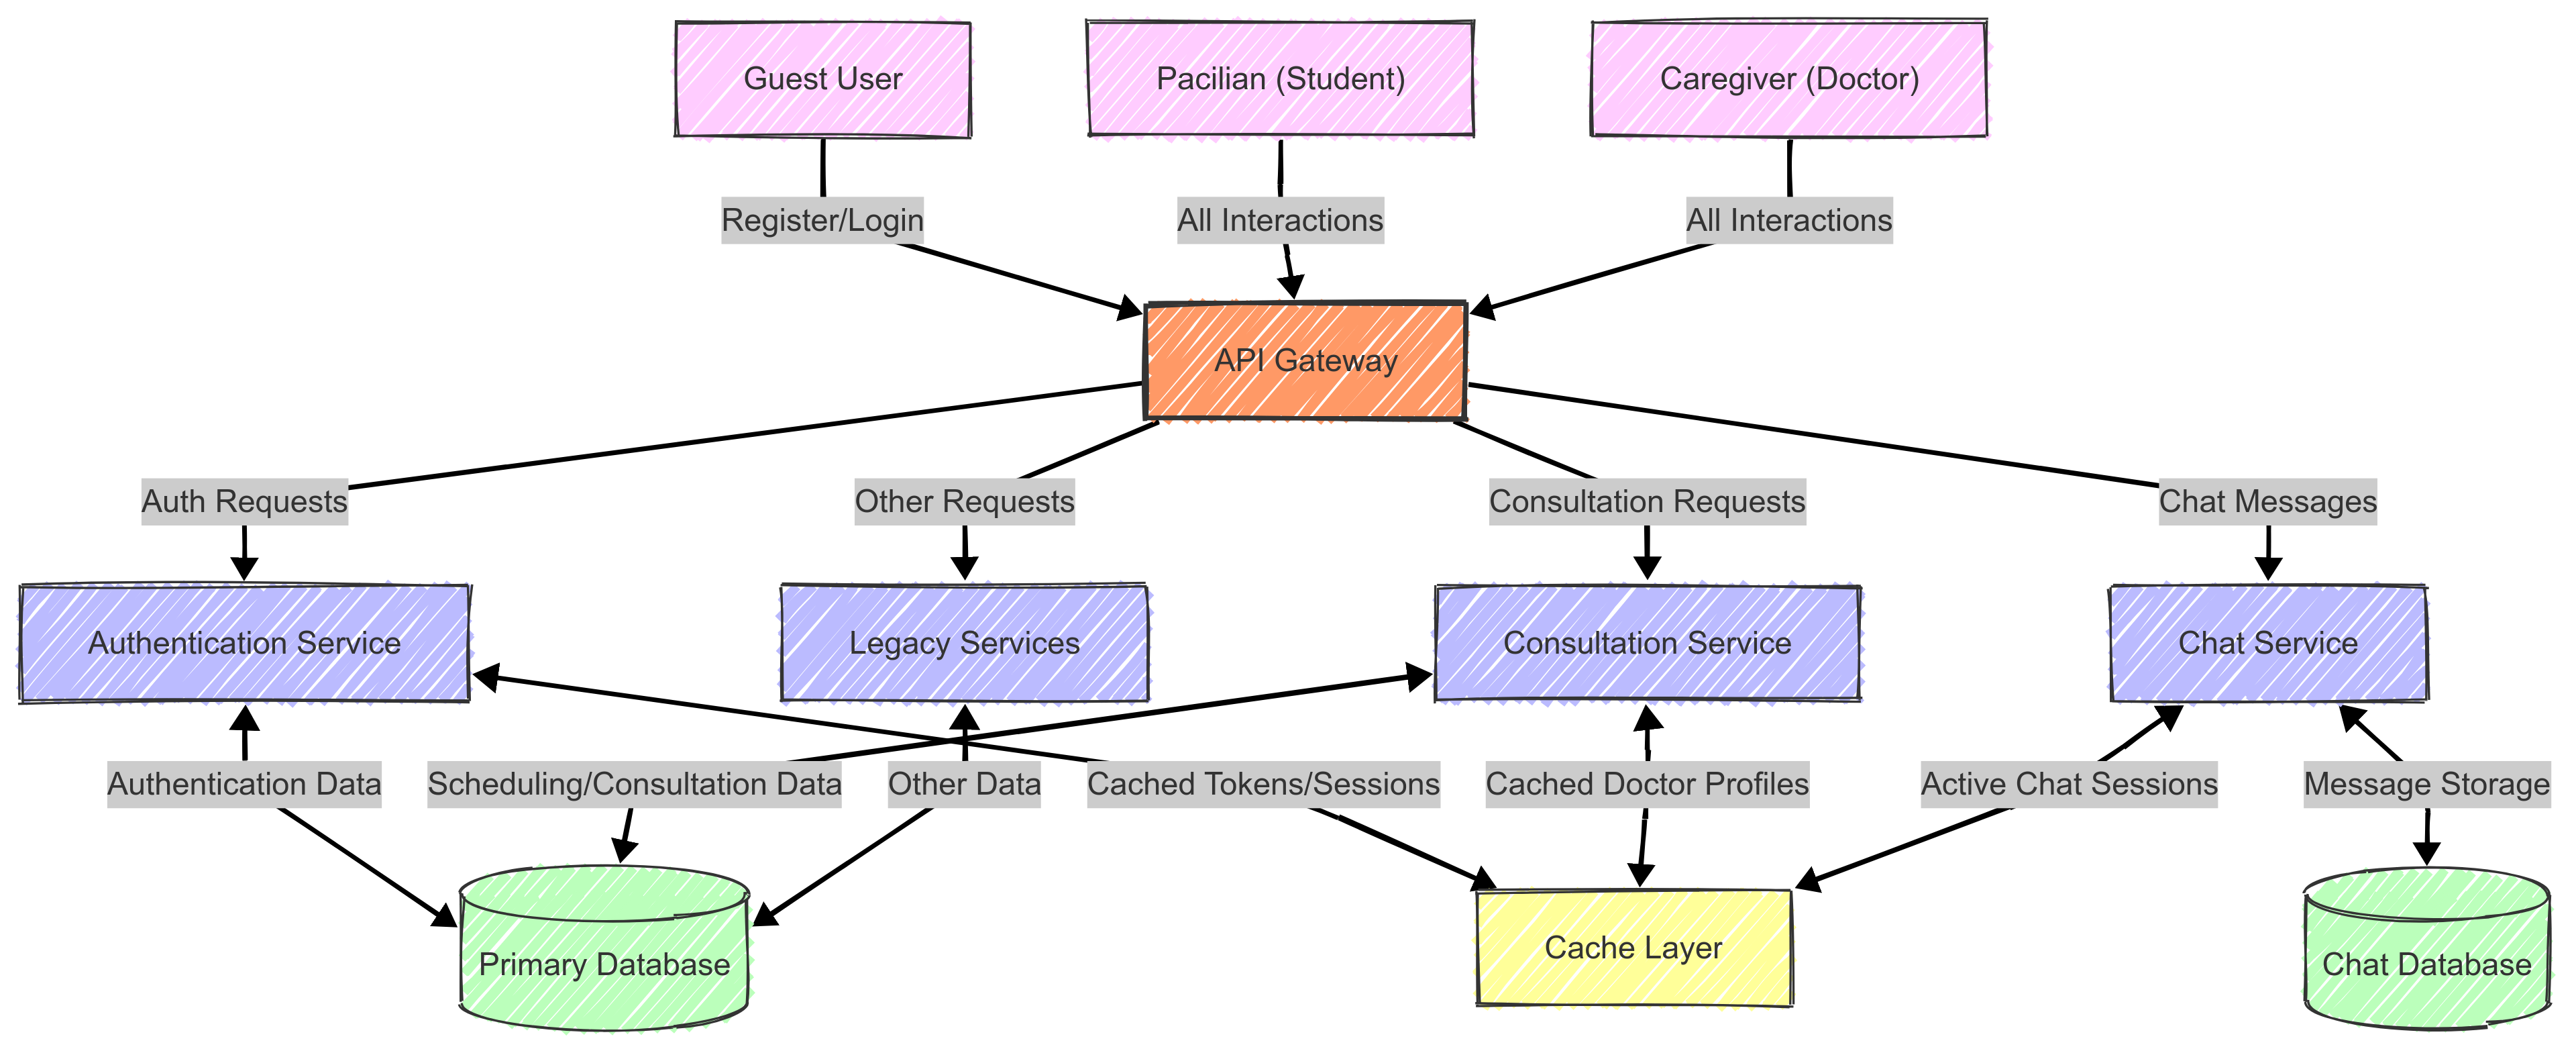 Guest User
Pacilian (Student)
Caregiver (Doctor)
Register/Login
All Interactions
All Interactions
API Gateway
Auth Requests
Other Requests
Consultation Requests
Chat Messages
Authentication Service
Legacy Services
Consultation Service
Chat Service
Authentication Data
Scheduling/Consultation Data
Other Data
Cached Tokens/Sessions
Cached Doctor Profiles
Active Chat Sessions
Message Storage
Primary Database
Cache Layer
Chat Database